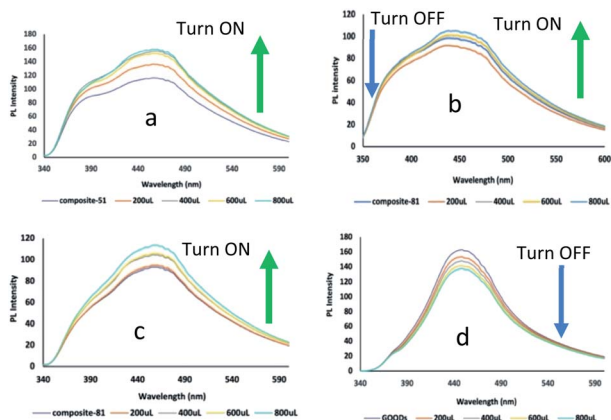 Turn ON
PL Intensity
180
160
140
120
100
80
60
40
20
0
a
340 390 440 490 540 590
Wavelength (nm)
composite-51 200uL 400uL 600uL 800uL
Turn OFF
Turn ON
PL Intensity
120
100
80
60
40
20
0
b
350 400 450 500 550 600
Wavelength (nm)
composite-81 200uL 400uL 600uL 800uL
Turn ON
PL Intensity
120
100
80
60
40
20
0
c
340 390 440 490 540 590
Wavelength (nm)
composite-81 200uL 400uL 600uL 800uL
Turn OFF
PL Intensity
180
160
140
120
100
80
60
40
20
0
d
340 390 440 490 540 590
Wavelength (nm)
GOQDs 200uL 400uL 600uL 800uL